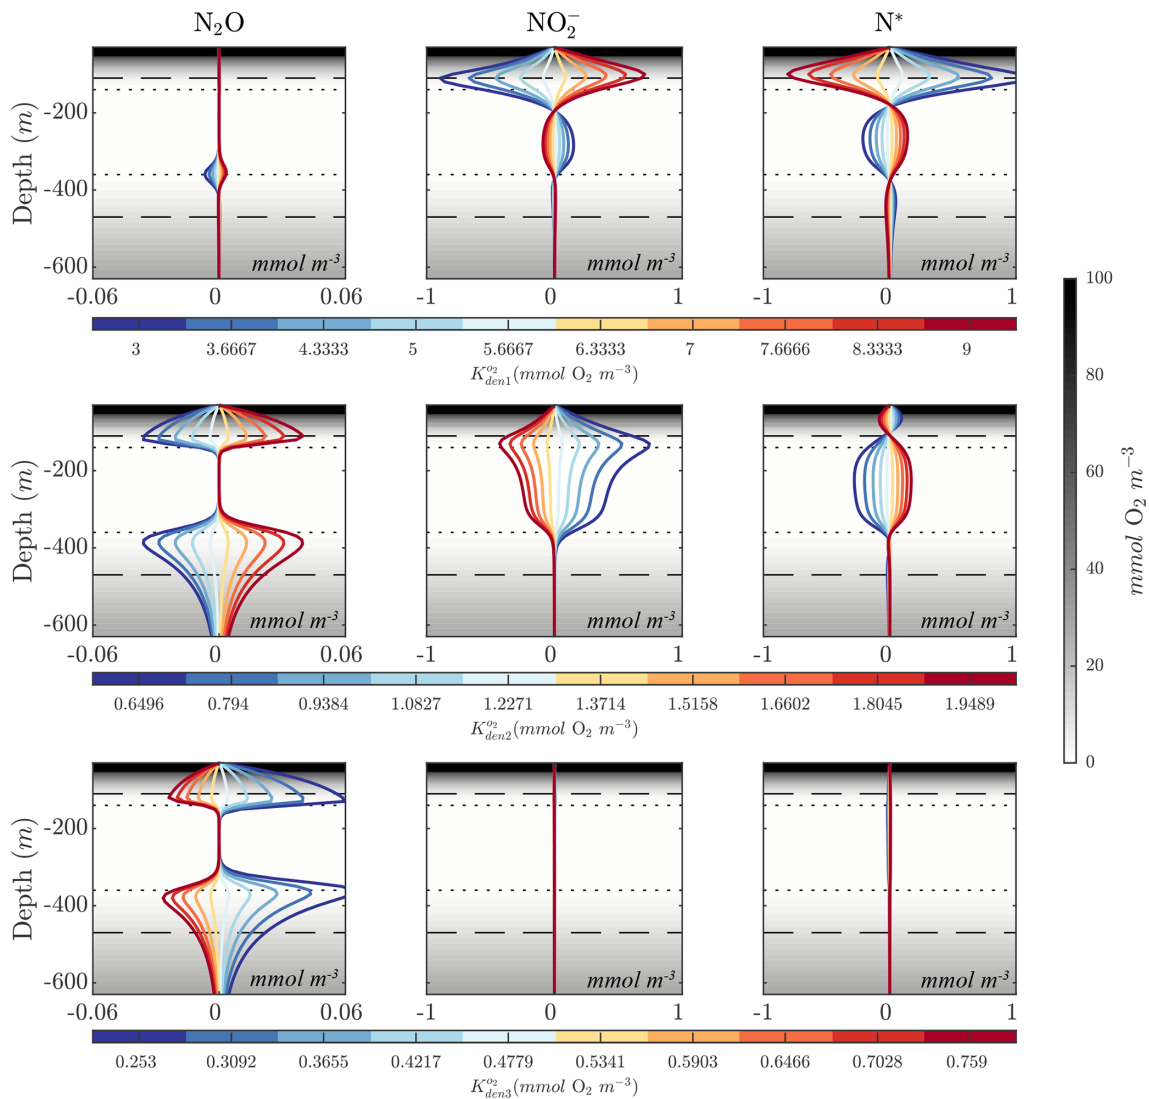 N₂O NO₂⁻ N*
Depth (m)
-200
-400
-600
mmol m⁻³ mmol m⁻³ mmol m⁻³
-0.06 0 0.06 -1 0 1 -1 0 1
3 3.6667 4.3333 5 5.6667 6.3333 7 7.6666 8.3333 9
K^{o₂}_{den1}(mmol O₂ m⁻³)
Depth (m)
-200
-400
-600
mmol m⁻³ mmol m⁻³ mmol m⁻³
-0.06 0 0.06 -1 0 1 -1 0 1
0.6496 0.794 0.9384 1.0827 1.2271 1.3714 1.5158 1.6602 1.8045 1.9489
K^{o₂}_{den2}(mmol O₂ m⁻³)
Depth (m)
-200
-400
-600
mmol m⁻³ mmol m⁻³ mmol m⁻³
-0.06 0 0.06 -1 0 1 -1 0 1
0.253 0.3092 0.3655 0.4217 0.4779 0.5341 0.5903 0.6466 0.7028 0.759
K^{o₂}_{den3}(mmol O₂ m⁻³)
100
80
60
40
20
0
mmol O₂ m⁻³